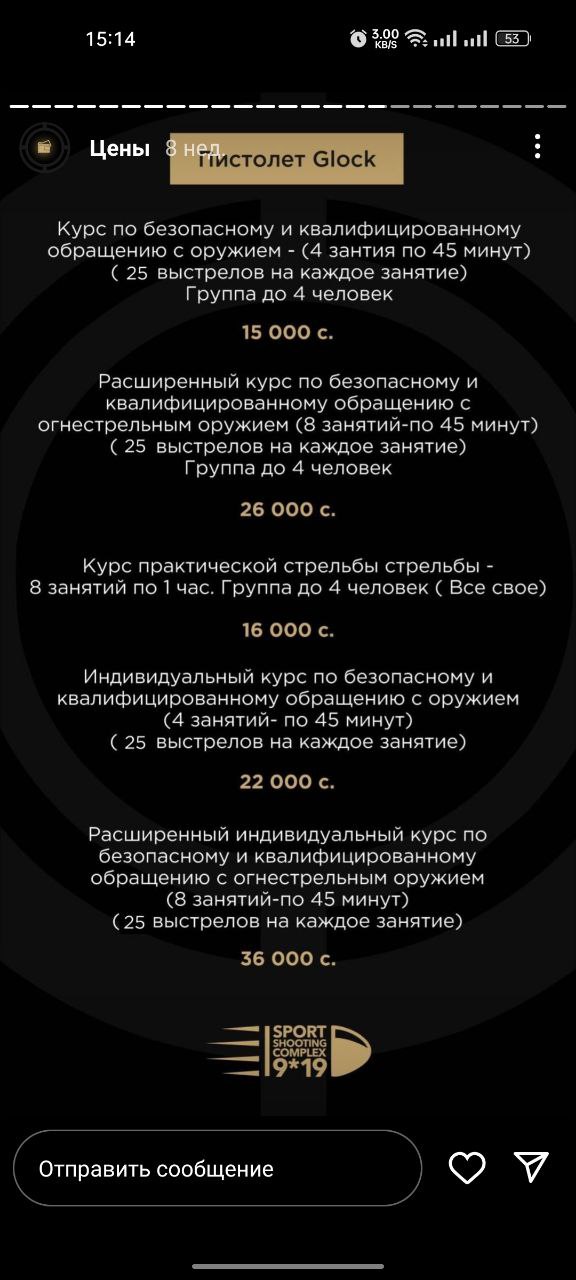 15:14
3.00
KB/S
53
Цены 8 нед.
Пистолет Glock
Курс по безопасному и квалифицированному
обращению с оружием - (4 зантия по 45 минут)
( 25 выстрелов на каждое занятие)
Группа до 4 человек
15 000 с.
Расширенный курс по безопасному и
квалифицированному обращению с
огнестрельным оружием (8 занятий-по 45 минут)
( 25 выстрелов на каждое занятие)
Группа до 4 человек
26 000 с.
Курс практической стрельбы стрельбы -
8 занятий по 1 час. Группа до 4 человек ( Все свое)
16 000 с.
Индивидуальный курс по безопасному и
квалифицированному обращению с оружием
(4 занятий- по 45 минут)
( 25 выстрелов на каждое занятие)
22 000 с.
Расширенный индивидуальный курс по
безопасному и квалифицированному
обращению с огнестрельным оружием
(8 занятий-по 45 минут)
( 25 выстрелов на каждое занятие)
36 000 с.
SPORT
SHOOTING
COMPLEX
9*19
Отправить сообщение